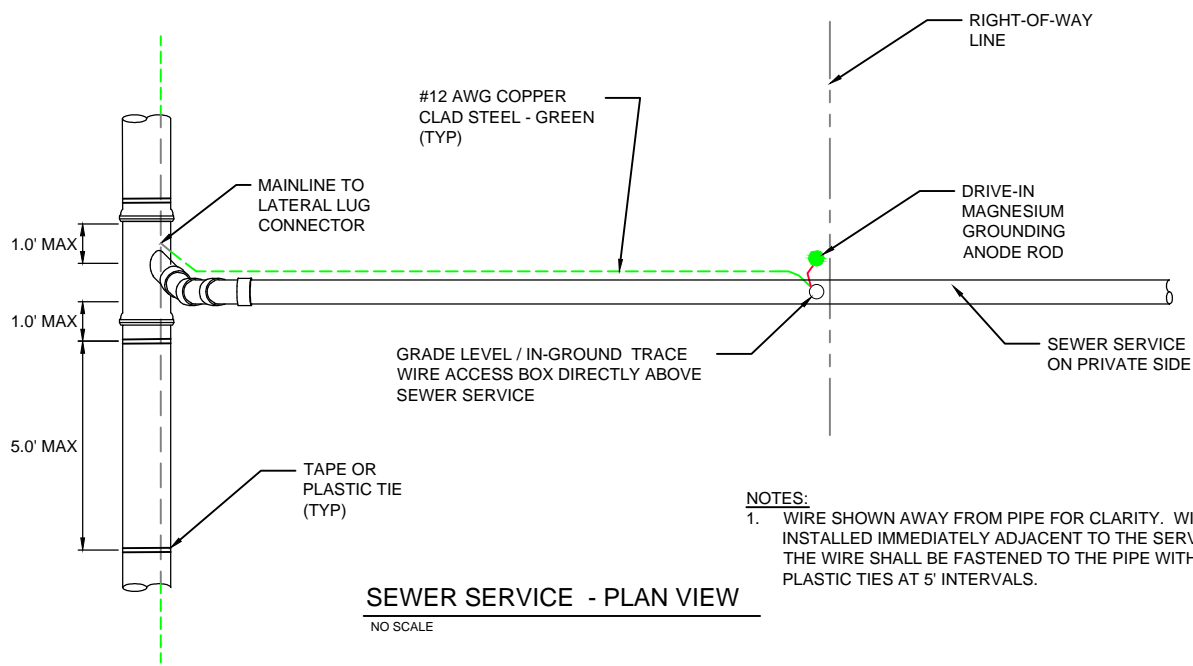 RIGHT-OF-WAY
LINE
#12 AWG COPPER
CLAD STEEL - GREEN
(TYP)
MAINLINE TO
LATERAL LUG
CONNECTOR
DRIVE-IN
MAGNESIUM
GROUNDING
ANODE ROD
1.0' MAX
1.0' MAX
GRADE LEVEL / IN-GROUND TRACE
WIRE ACCESS BOX DIRECTLY ABOVE
SEWER SERVICE
SEWER SERVICE
ON PRIVATE SIDE
5.0' MAX
TAPE OR
PLASTIC TIE
(TYP)
NOTES:
1. WIRE SHOWN AWAY FROM PIPE FOR CLARITY. WI
INSTALLED IMMEDIATELY ADJACENT TO THE SERV
THE WIRE SHALL BE FASTENED TO THE PIPE WITH
PLASTIC TIES AT 5' INTERVALS.
SEWER SERVICE - PLAN VIEW
NO SCALE